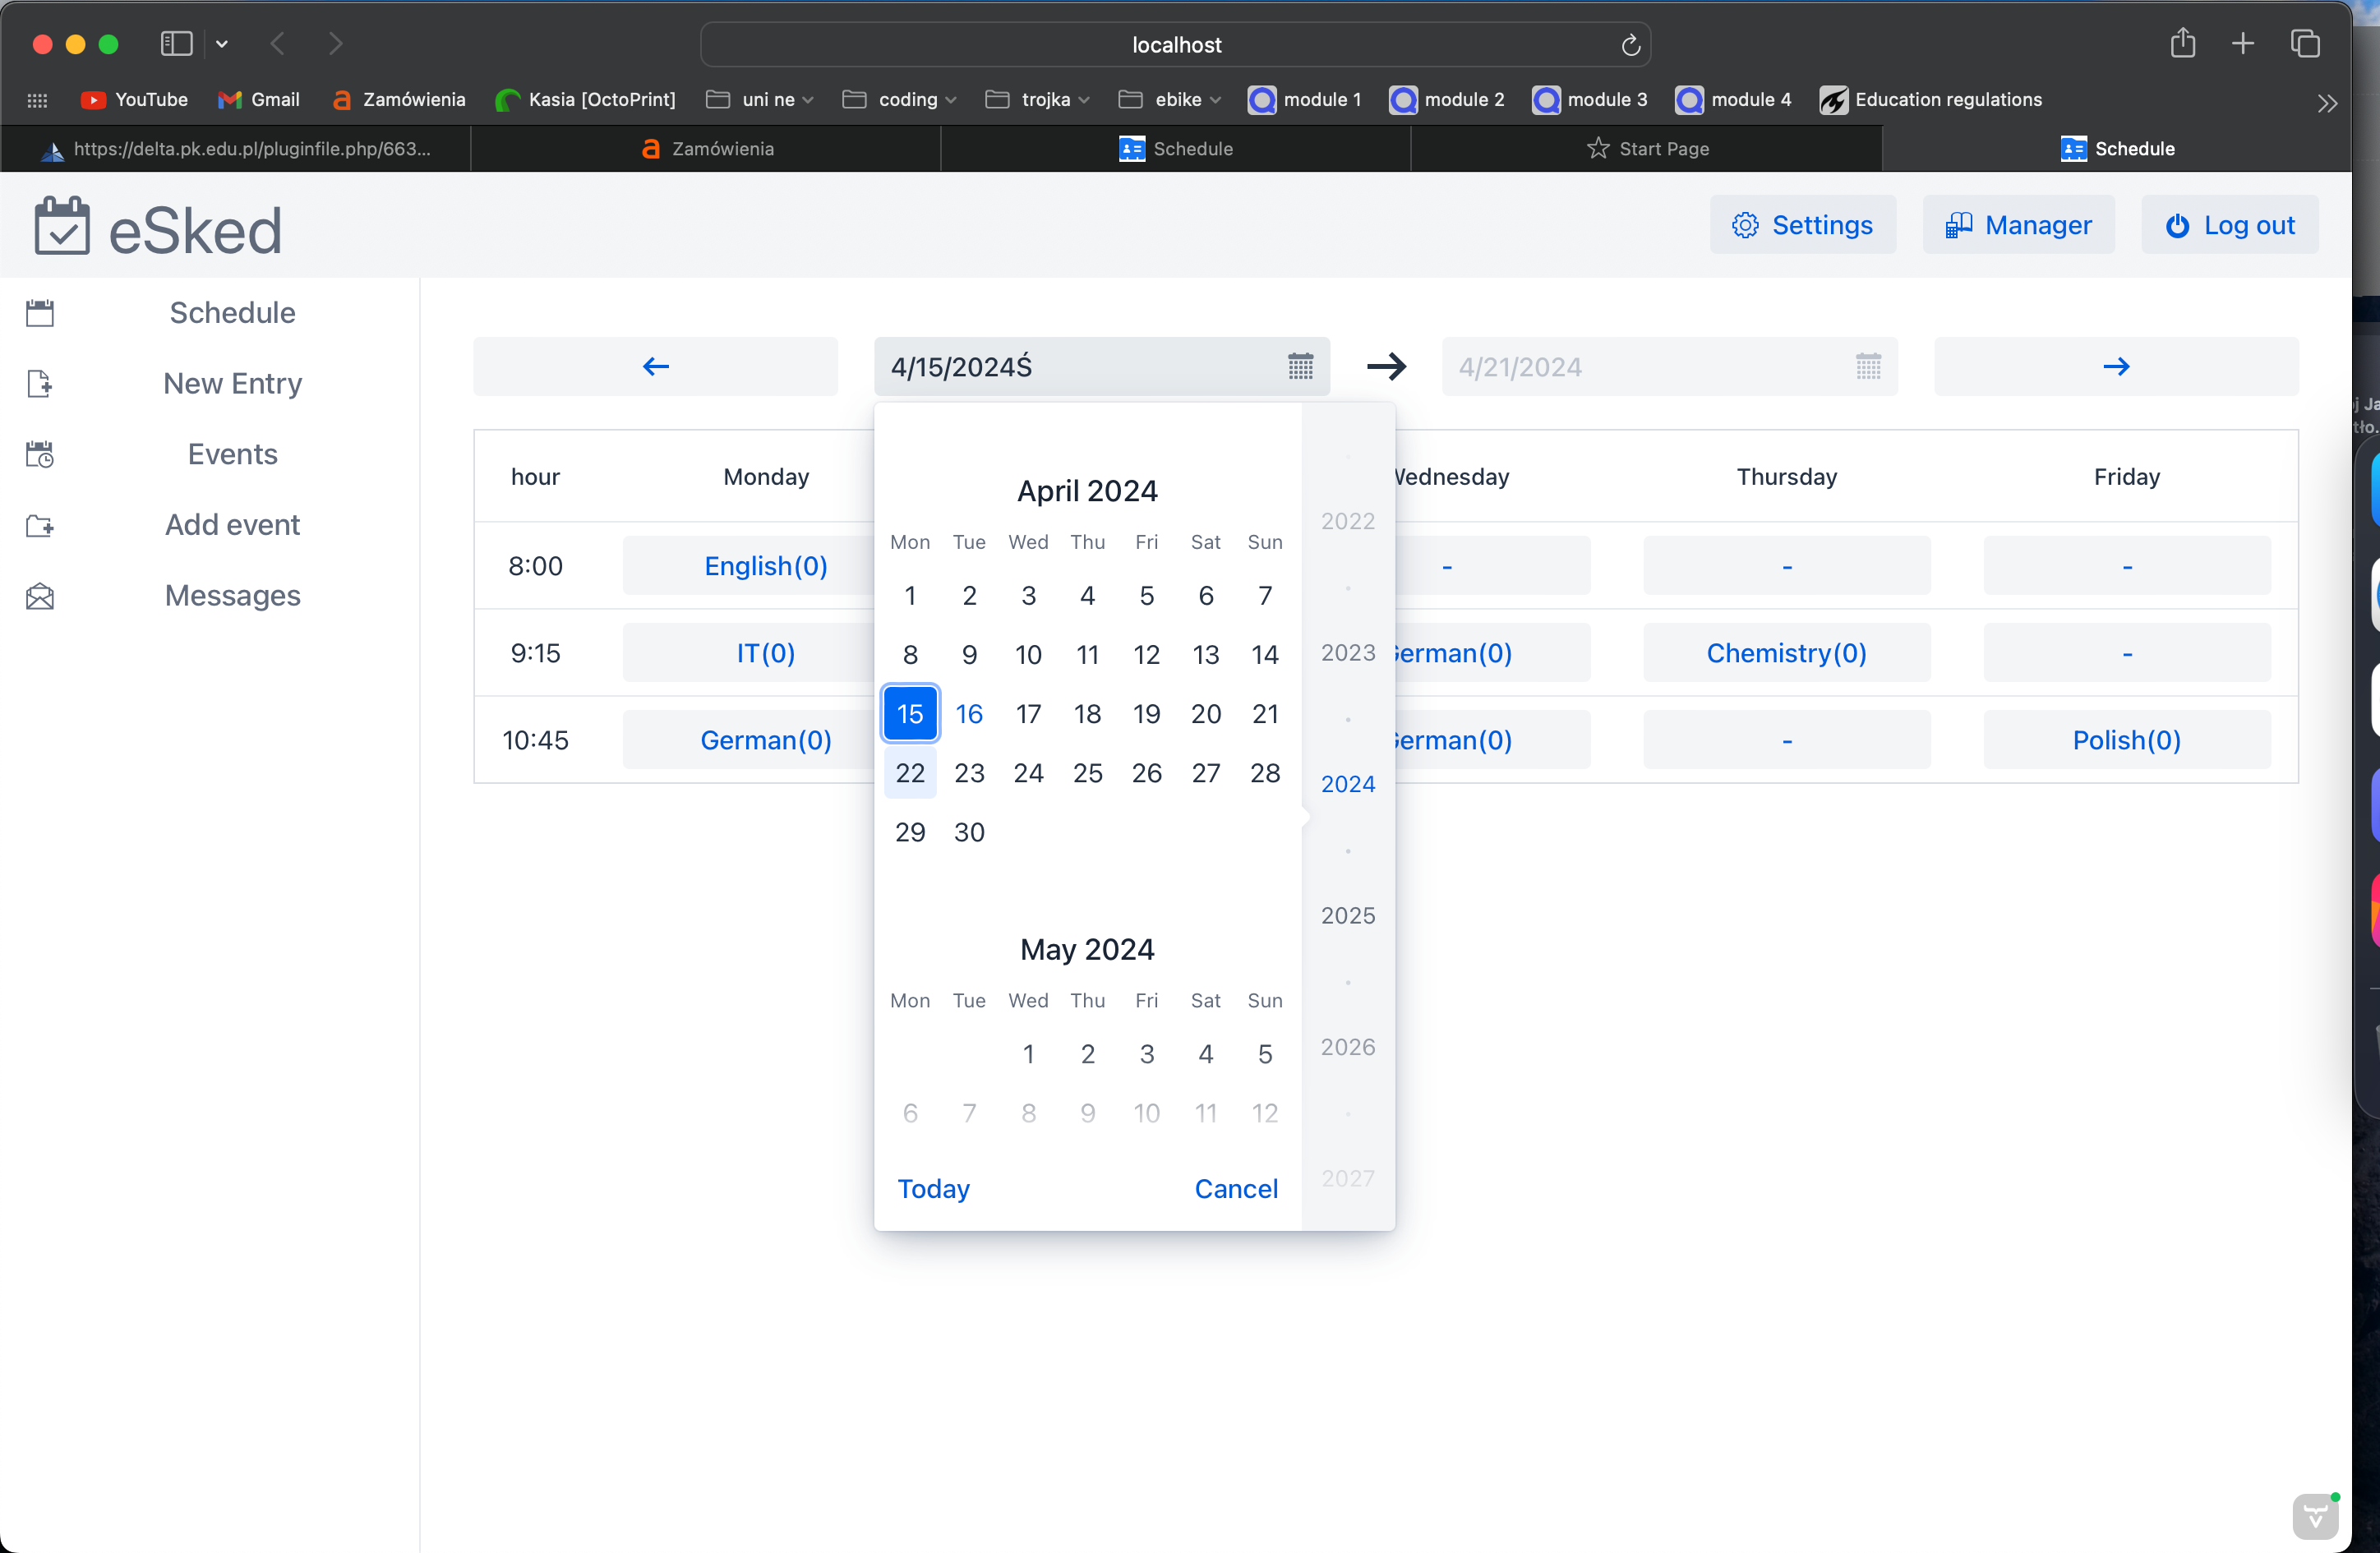 localhost
YouTube Gmail Zamówienia Kasia [OctoPrint] uni ne coding trojka ebike module 1 module 2 module 3 module 4 Education regulations
https://delta.pk.edu.pl/pluginfile.php/663... Zamówienia Schedule Start Page Schedule
eSked Settings Manager Log out
Schedule
New Entry
Events
Add event
Messages
4/15/2024Ś 4/21/2024
hour Monday Wednesday Thursday Friday
8:00 English(0) - - -
9:15 IT(0) German(0) Chemistry(0) -
10:45 German(0) German(0) - Polish(0)
April 2024
Mon Tue Wed Thu Fri Sat Sun
1 2 3 4 5 6 7
8 9 10 11 12 13 14
15 16 17 18 19 20 21
22 23 24 25 26 27 28
29 30
May 2024
Mon Tue Wed Thu Fri Sat Sun
1 2 3 4 5
6 7 8 9 10 11 12
Today Cancel
2022
2023
2024
2025
2026
2027